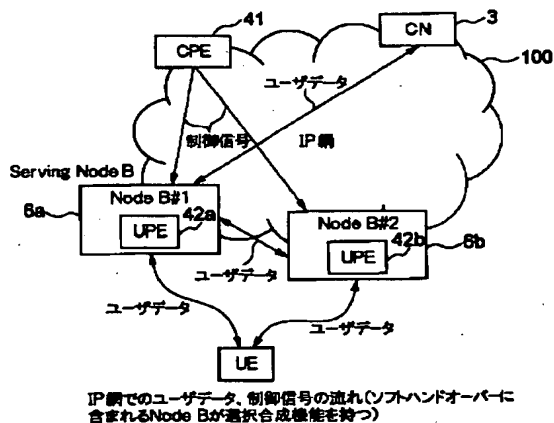 41
CPE
3
CN
100
ユーザデータ
制御信号
IP網
Serving Node B
Node B#1
6a
UPE
42a
Node B#2
UPE
42b
6b
ユーザデータ
ユーザデータ
ユーザデータ
UE
IP網でのユーザデータ、制御信号の流れ(ソフトハンドオーバーに
含まれるNode Bが選択合成機能を持つ)